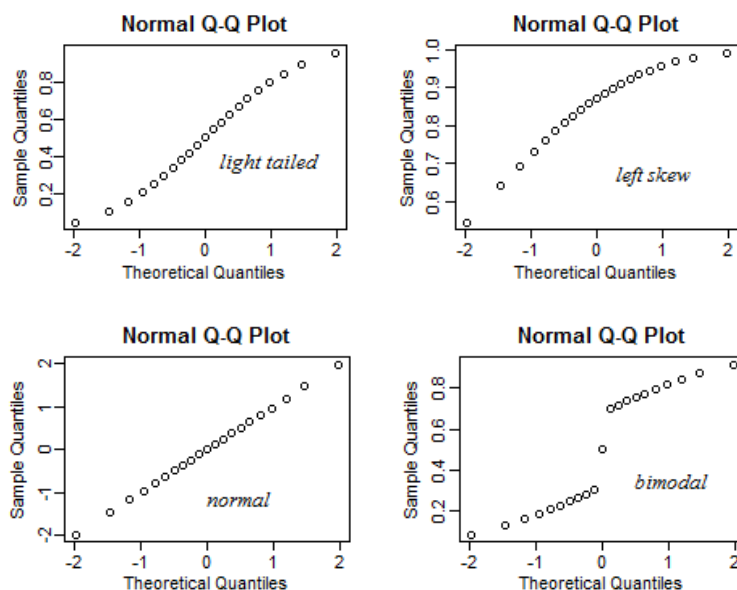 Normal Q-Q Plot
Sample Quantiles
0.2 0.4 0.6 0.8
light tailed
-2 -1 0 1 2
Theoretical Quantiles
Normal Q-Q Plot
Sample Quantiles
0.6 0.7 0.8 0.9 1.0
left skew
-2 -1 0 1 2
Theoretical Quantiles
Normal Q-Q Plot
Sample Quantiles
-2 -1 0 1 2
normal
-2 -1 0 1 2
Theoretical Quantiles
Normal Q-Q Plot
Sample Quantiles
0.2 0.4 0.6 0.8
bimodal
-2 -1 0 1 2
Theoretical Quantiles